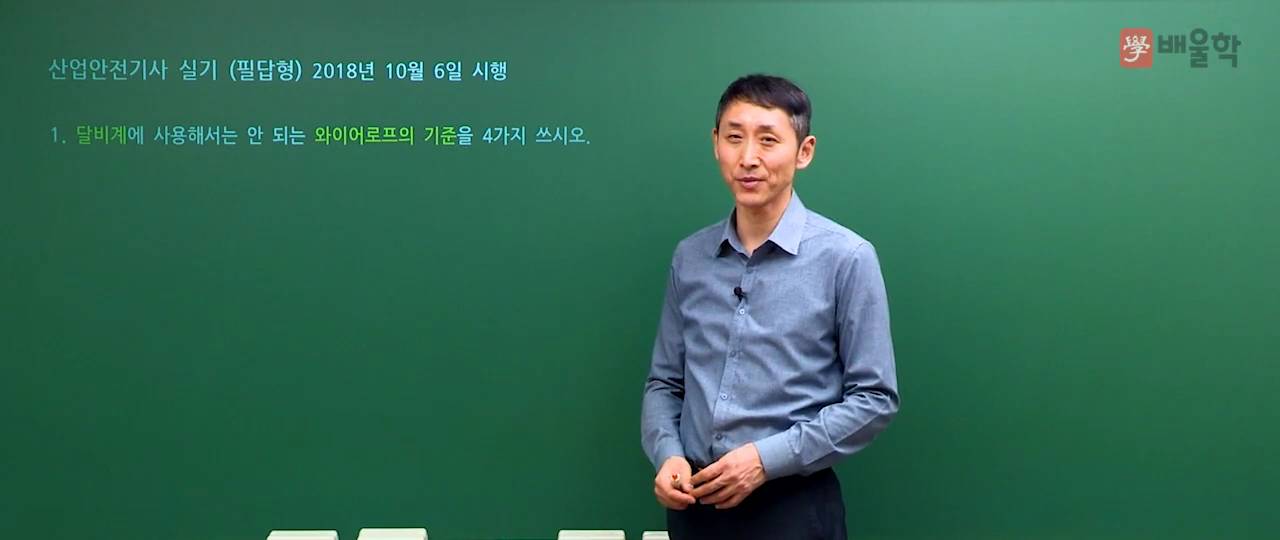 學배울학
산업안전기사 실기 (필답형) 2018년 10월 6일 시행
1. 달비계에 사용해서는 안 되는 와이어로프의 기준을 4가지 쓰시오.